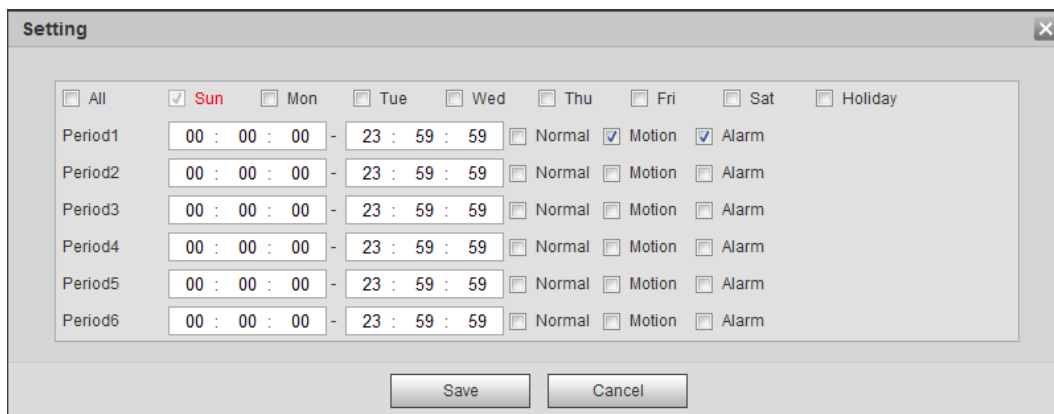 Setting
All Sun Mon Tue Wed Thu Fri Sat Holiday
Period1 00 : 00 : 00 - 23 : 59 : 59 Normal Motion Alarm
Period2 00 : 00 : 00 - 23 : 59 : 59 Normal Motion Alarm
Period3 00 : 00 : 00 - 23 : 59 : 59 Normal Motion Alarm
Period4 00 : 00 : 00 - 23 : 59 : 59 Normal Motion Alarm
Period5 00 : 00 : 00 - 23 : 59 : 59 Normal Motion Alarm
Period6 00 : 00 : 00 - 23 : 59 : 59 Normal Motion Alarm
Save Cancel